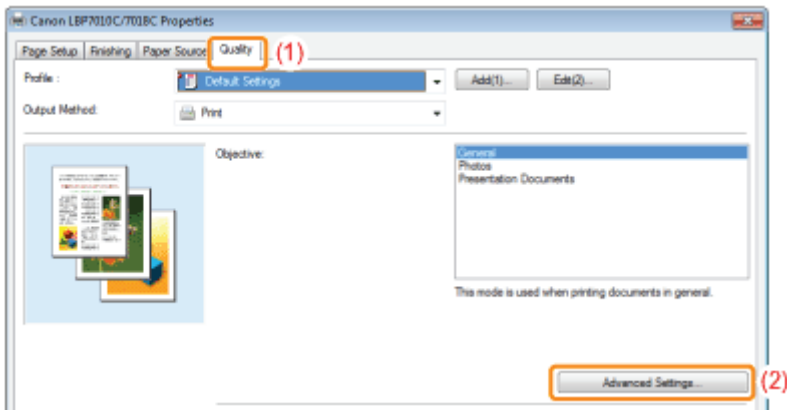 Canon LBP7010C/7018C Properties
Page Setup Finishing Paper Source Quality (1)
Profile : Default Settings Add(1)... Edit(2)...
Output Method: Print
Objective: General
Photos
Presentation Documents
This mode is used when printing documents in general.
Advanced Settings... (2)